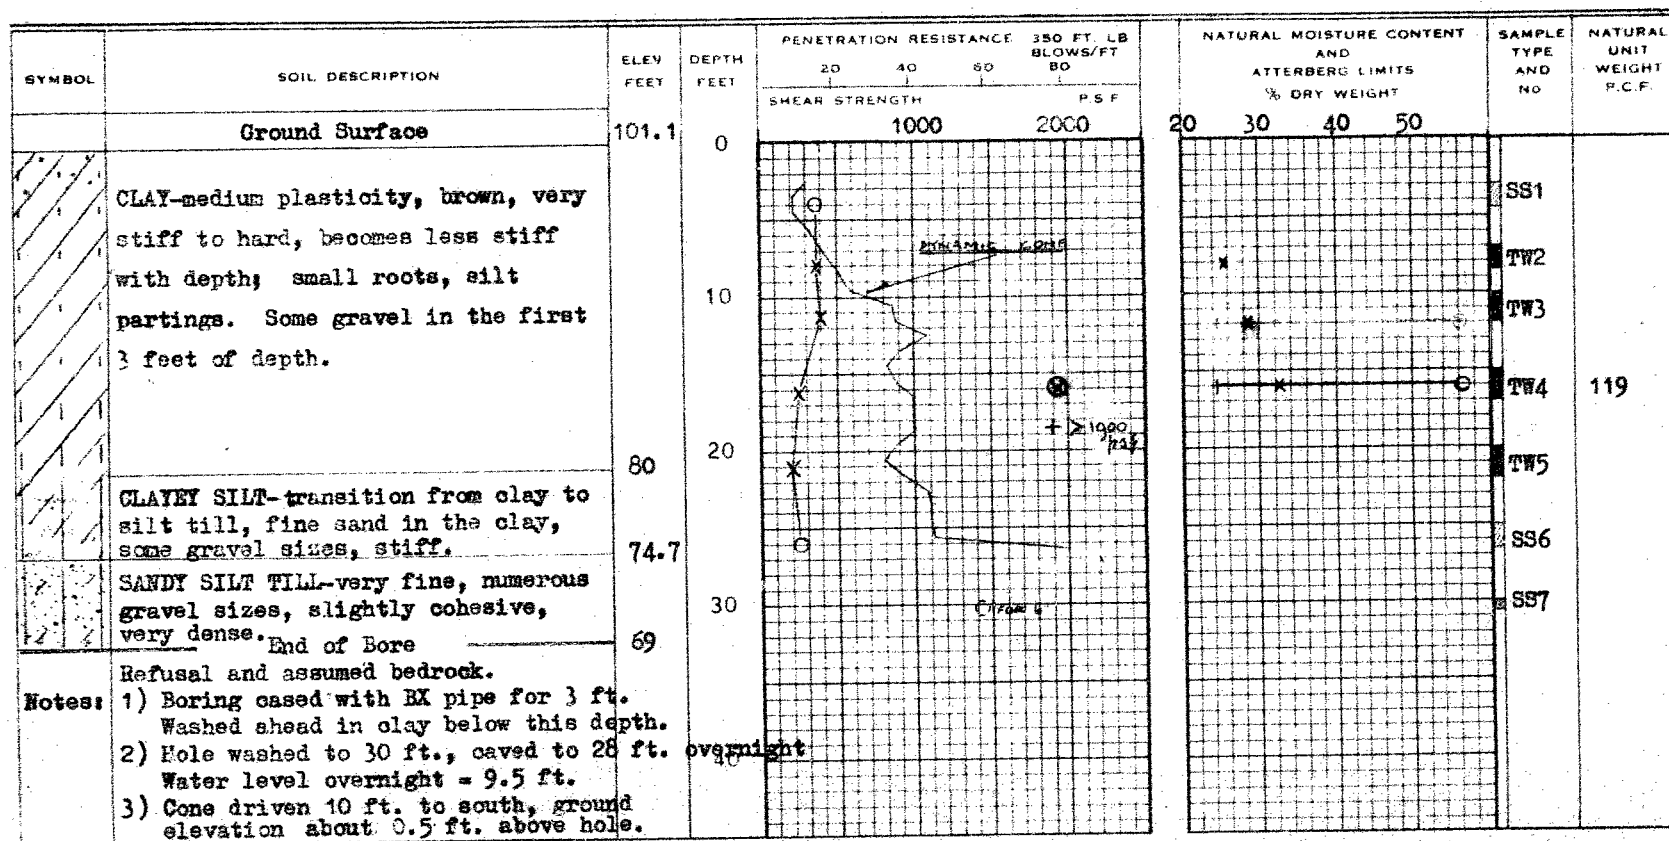 SYMBOL
SOIL DESCRIPTION
ELEV
FEET
DEPTH
FEET
PENETRATION RESISTANCE 350 FT. LB
BLOWS/FT
20 40 60 80
SHEAR STRENGTH P.S.F
1000 2000
NATURAL MOISTURE CONTENT
AND
ATTERBERG LIMITS
% DRY WEIGHT
20 30 40 50
SAMPLE
TYPE
AND
NO
NATURAL
UNIT
WEIGHT
P.C.F.
Ground Surface 101.1
0
CLAY-medium plasticity, brown, very
stiff to hard, becomes less stiff
with depth; small roots, silt
partings. Some gravel in the first
3 feet of depth.
80
CLAYEY SILT-transition from clay to
silt till, fine sand in the clay,
some gravel sizes, stiff.
74.7
SANDY SILT TILL-very fine, numerous
gravel sizes, slightly cohesive,
very dense.
End of Bore 69
Refusal and assumed bedrock.
Notes: 1) Boring cased with BX pipe for 3 ft.
Washed ahead in clay below this depth.
2) Hole washed to 30 ft., caved to 28 ft. overnight
Water level overnight = 9.5 ft.
3) Cone driven 10 ft. to south, ground
elevation about 0.5 ft. above hole.
10
20
30
40
DYNAMIC CONE
+ >1900
psf
SS1
TW2
TW3
TW4 119
TW5
SS6
SS7